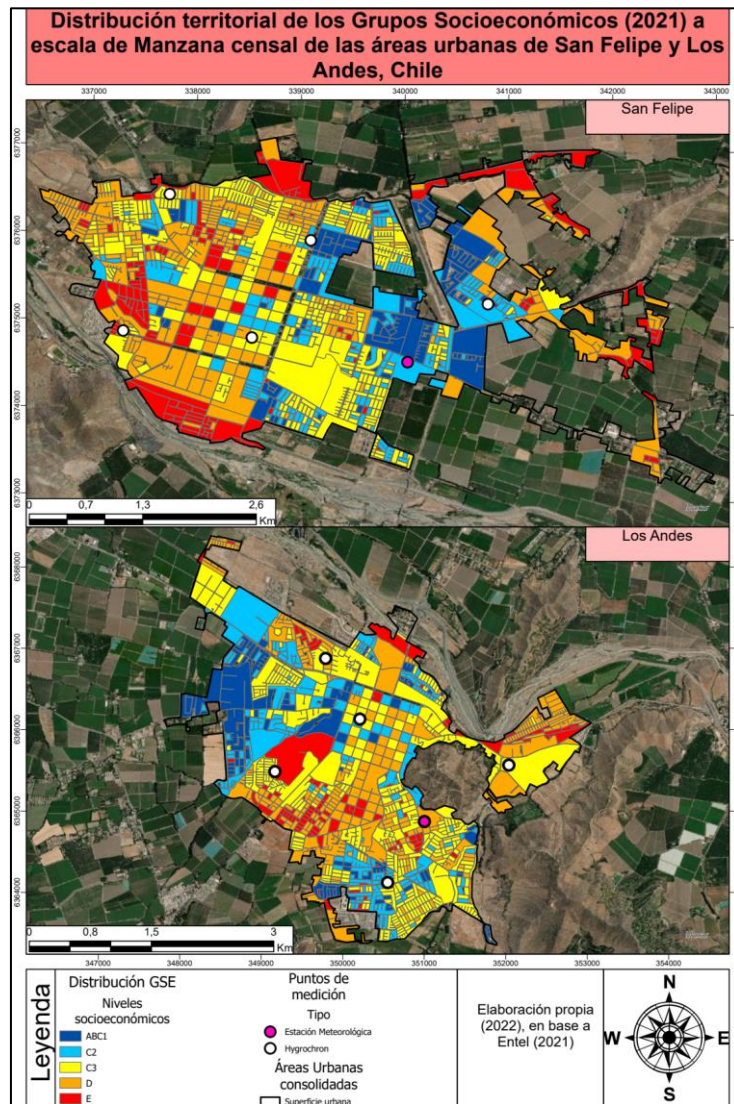 Distribución territorial de los Grupos Socioeconómicos (2021) a
escala de Manzana censal de las áreas urbanas de San Felipe y Los
Andes, Chile
337000 338000 339000 340000 341000 342000 343000
San Felipe
6377000
6376000
6375000
6374000
6373000
0 0,7 1,3 2,6
Km
Los Andes
6368000
6367000
6366000
6365000
6364000
0 0,8 1,5 3
Km
347000 348000 349000 350000 351000 352000 353000 354000
Leyenda
Distribución GSE
Niveles
socioeconómicos
ABC1
C2
C3
D
E
Puntos de
medición
Tipo
Estación Meteorológica
Hygrochron
Áreas Urbanas
consolidadas
Superficie urbana
Elaboración propia
(2022), en base a
Entel (2021)
N
W E
S